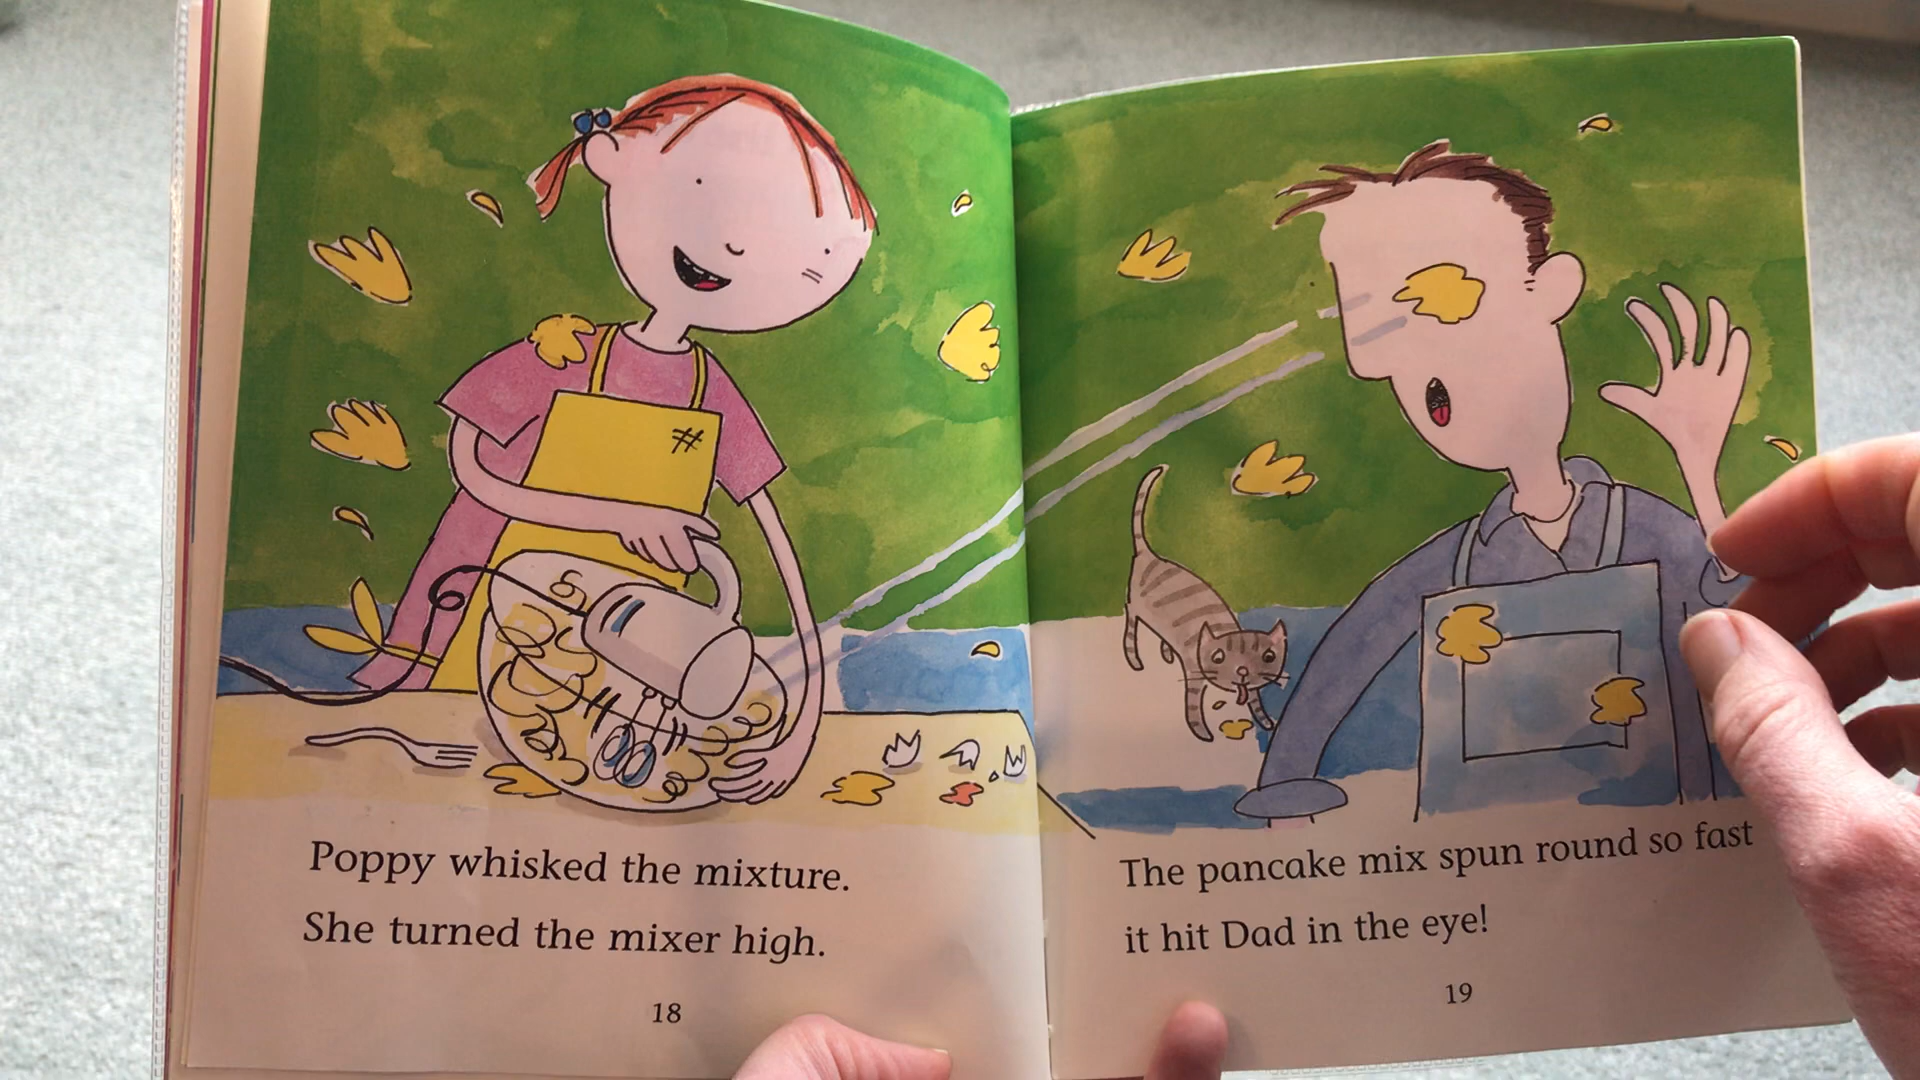 Poppy whisked the mixture.
She turned the mixer high.
18
The pancake mix spun round so fast
it hit Dad in the eye!
19